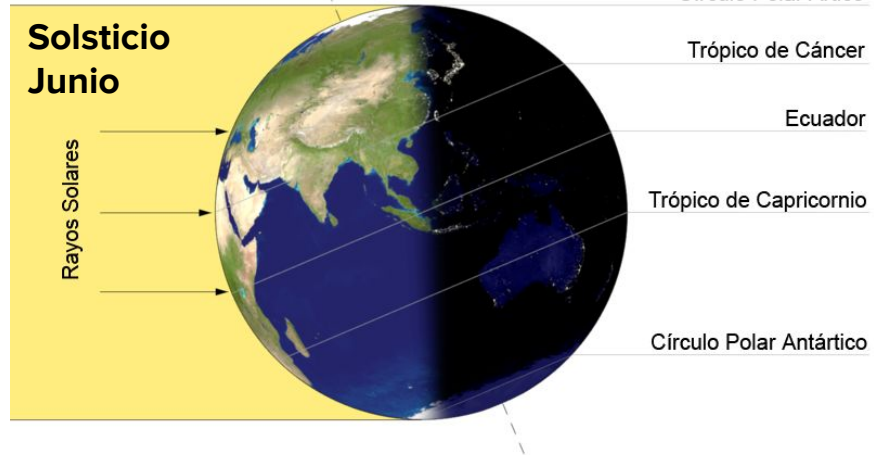 Solsticio
Junio
Rayos Solares
Trópico de Cáncer
Ecuador
Trópico de Capricornio
Círculo Polar Antártico